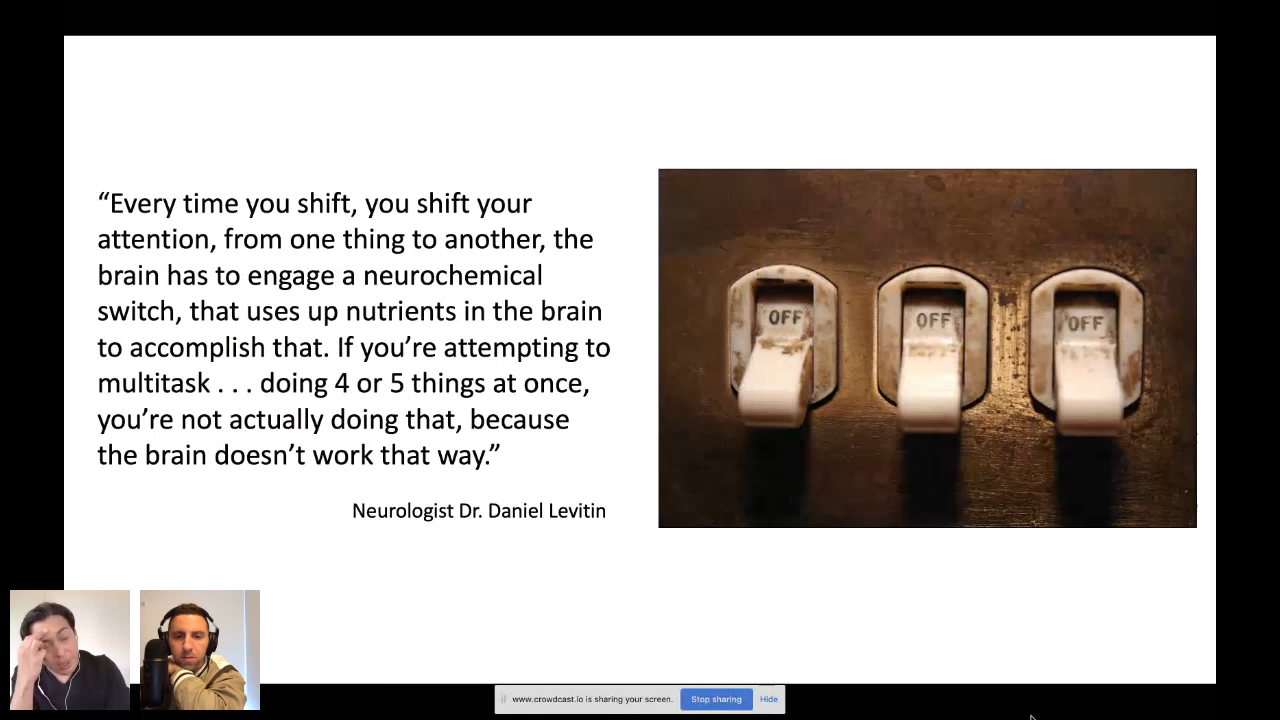 “Every time you shift, you shift your
attention, from one thing to another, the
brain has to engage a neurochemical
switch, that uses up nutrients in the brain
to accomplish that. If you’re attempting to
multitask . . . doing 4 or 5 things at once,
you’re not actually doing that, because
the brain doesn’t work that way.”
Neurologist Dr. Daniel Levitin
OFF
OFF
OFF
www.crowdcast.io is sharing your screen.
Stop sharing
Hide